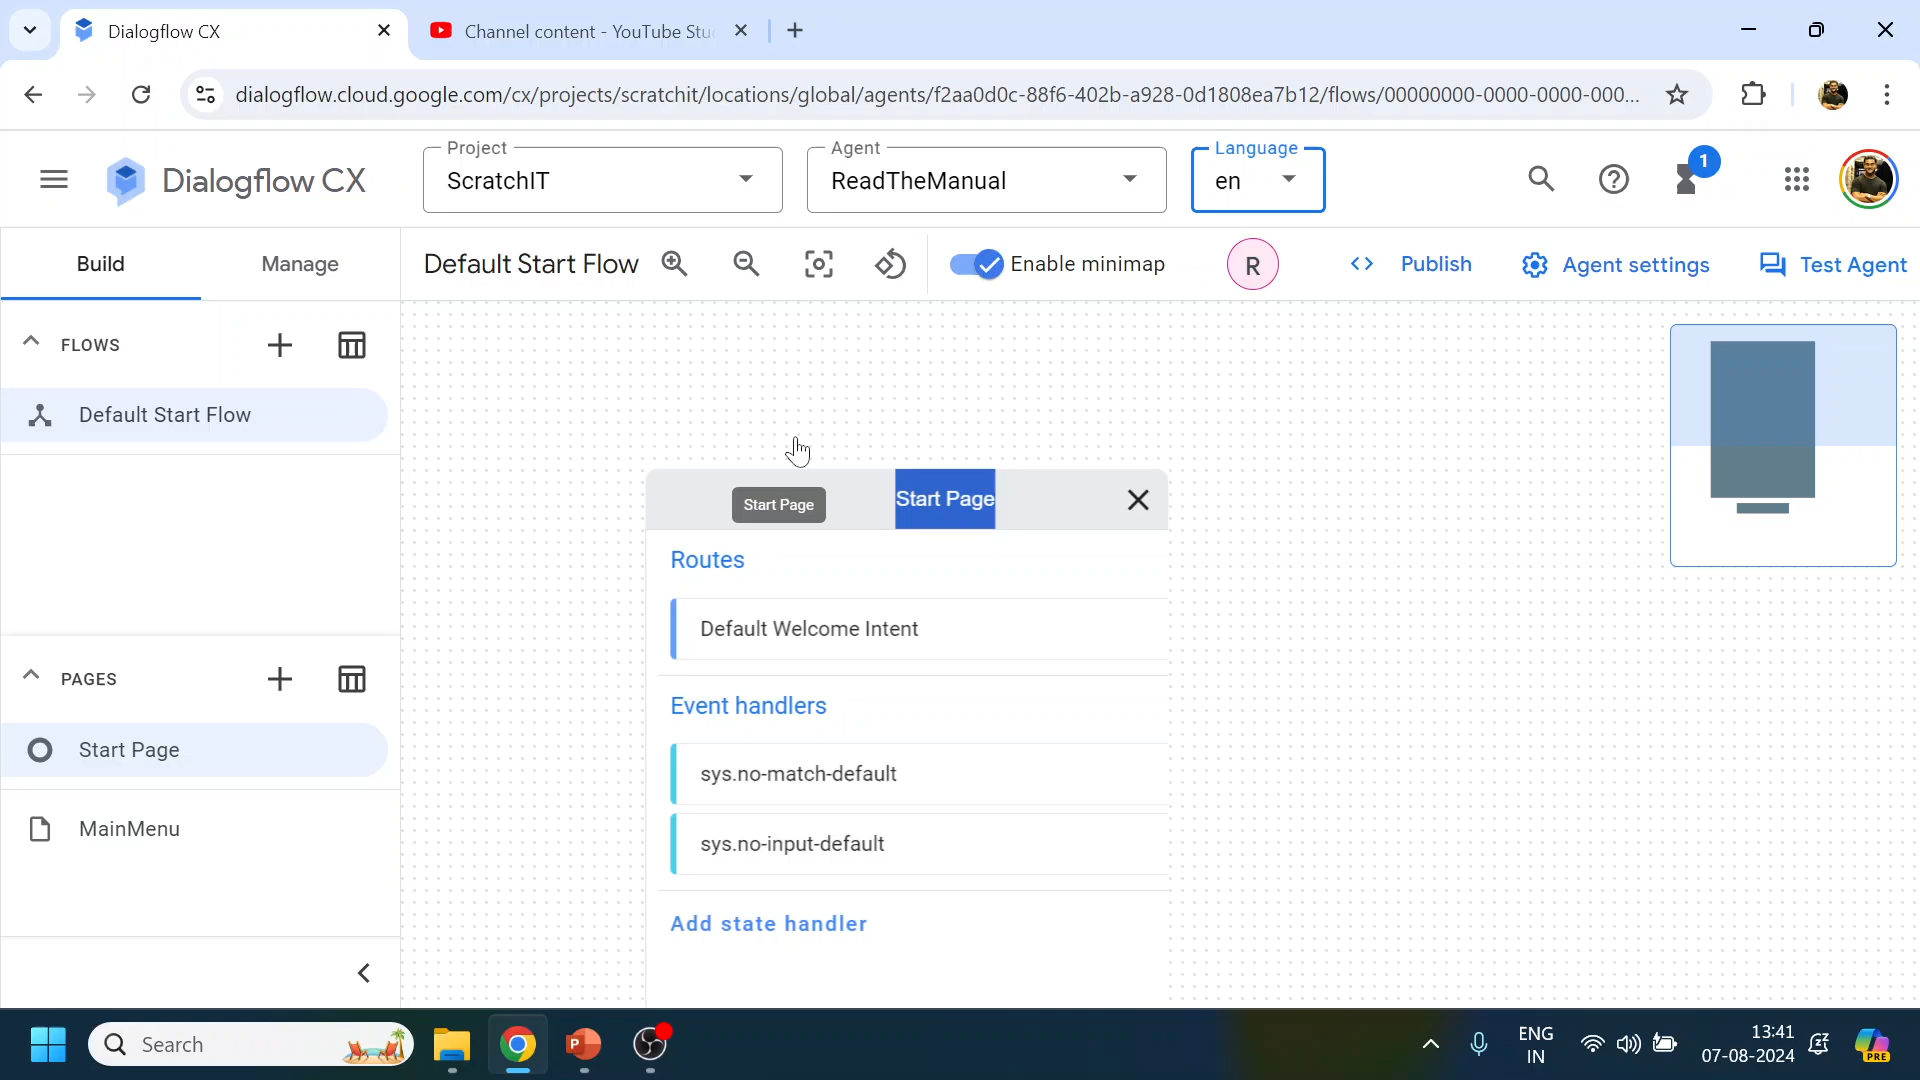 Dialogflow CX
Channel content - YouTube Stu
dialogflow.cloud.google.com/cx/projects/scratchit/locations/global/agents/f2aa0d0c-88f6-402b-a928-0d1808ea7b12/flows/00000000-0000-0000-000...
Dialogflow CX
Project
ScratchIT
Agent
ReadTheManual
Language
en
1
Build
Manage
Default Start Flow
Enable minimap
R
Publish
Agent settings
Test Agent
FLOWS
Default Start Flow
PAGES
Start Page
MainMenu
Start Page
Start Page
Routes
Default Welcome Intent
Event handlers
sys.no-match-default
sys.no-input-default
Add state handler
Search
ENG
IN
13:41
07-08-2024
PRE